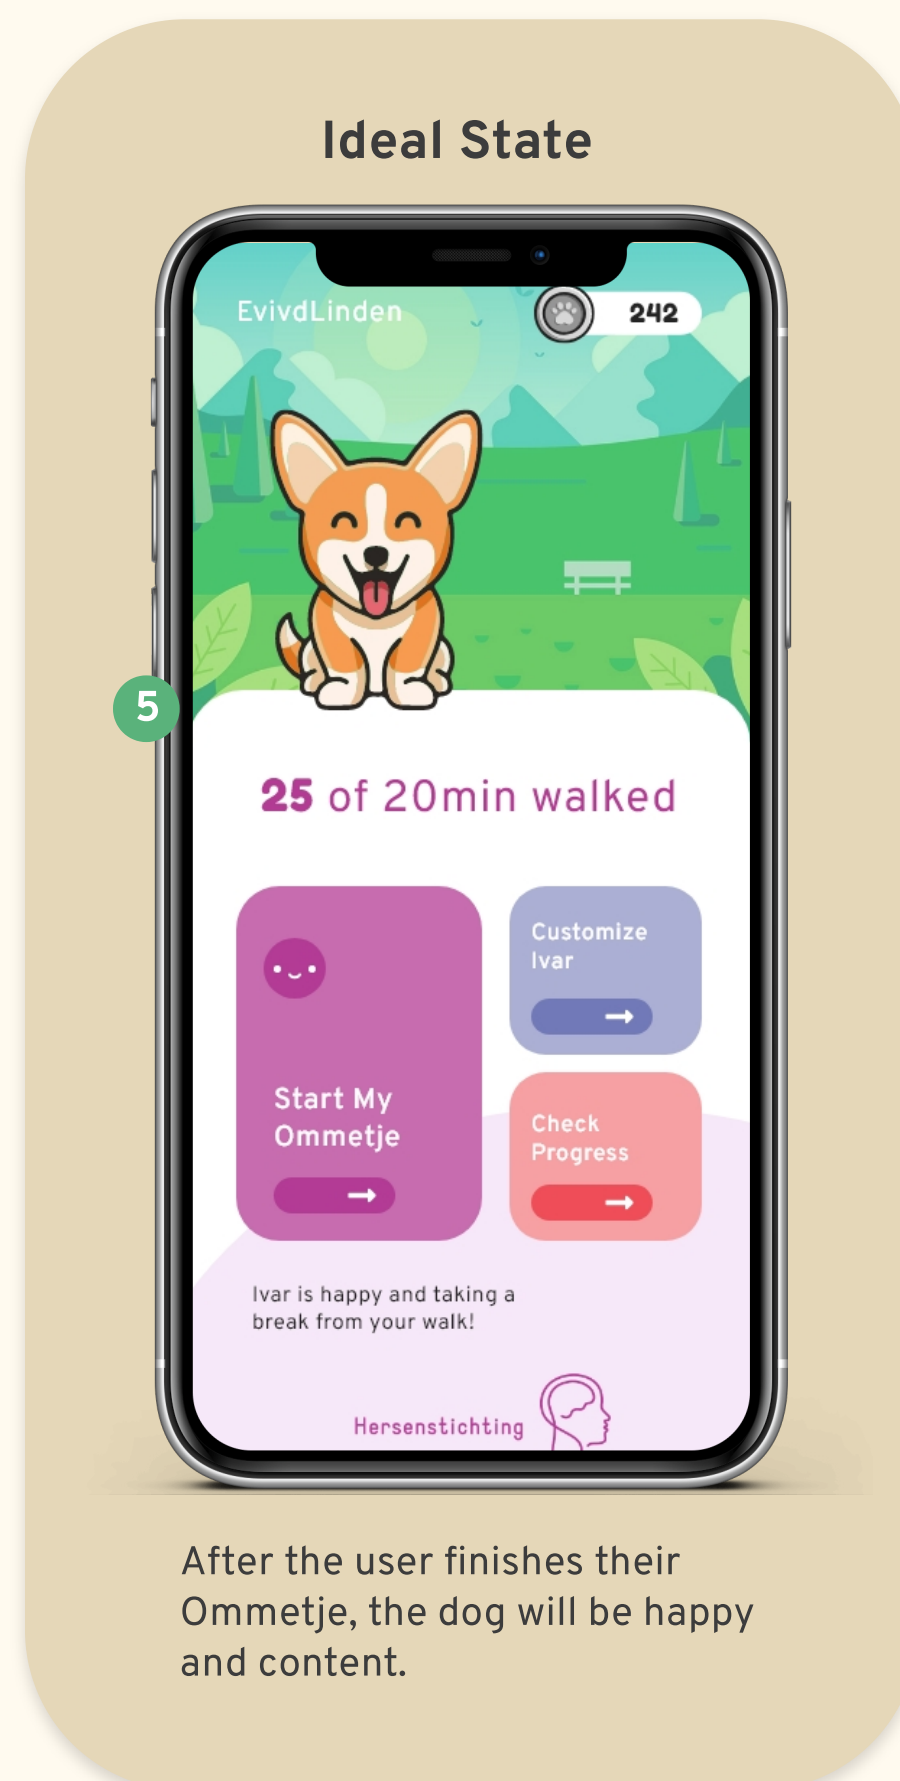 Ideal State
EvivdLinden
242
5
25 of 20min walked
Customize
Ivar
Start My
Ommetje
Check
Progress
Ivar is happy and taking a
break from your walk!
Hersenstichting
After the user finishes their
Ommetje, the dog will be happy
and content.